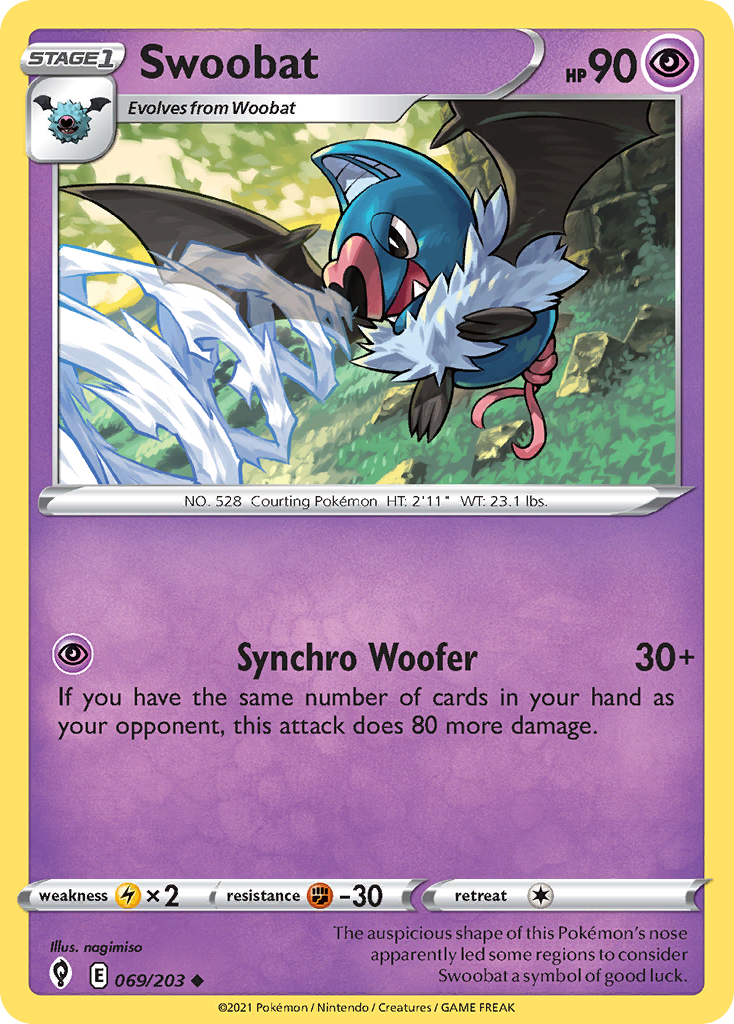 STAGE1
Swoobat
HP 90
Evolves from Woobat
NO. 528 Courting Pokémon HT: 2'11" WT: 23.1 lbs.
Synchro Woofer 30+
If you have the same number of cards in your hand as
your opponent, this attack does 80 more damage.
weakness ×2 resistance -30 retreat
Illus. nagimiso
The auspicious shape of this Pokémon's nose
apparently led some regions to consider
Swoobat a symbol of good luck.
E 069/203
©2021 Pokémon / Nintendo / Creatures / GAME FREAK